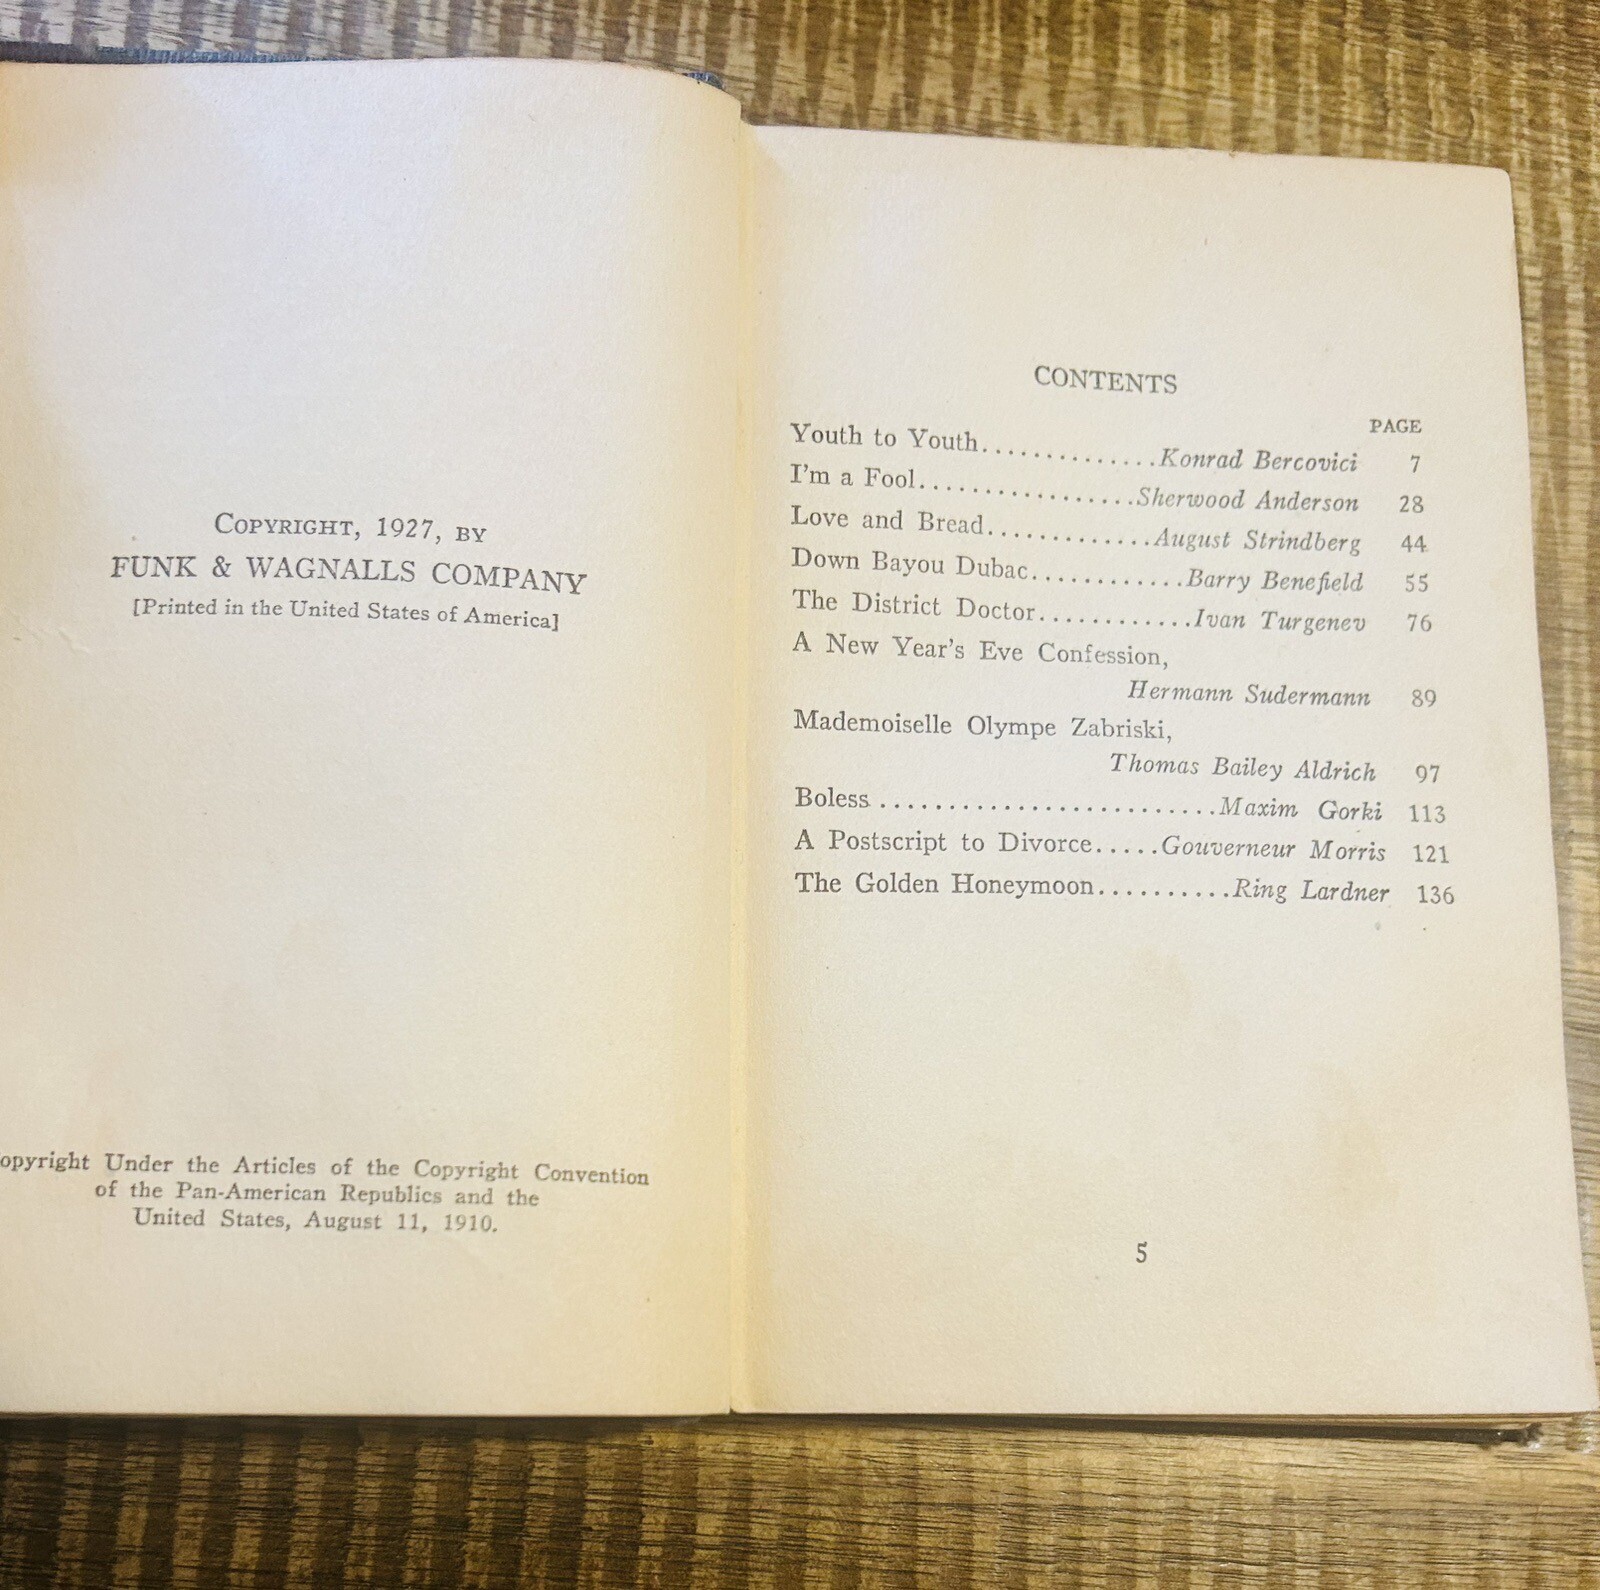 COPYRIGHT, 1927, BY
FUNK & WAGNALLS COMPANY
[Printed in the United States of America]
opyright Under the Articles of the Copyright Convention
of the Pan-American Republics and the
United States, August 11, 1910.
CONTENTS
PAGE
Youth to Youth..............Konrad Bercovici 7
I'm a Fool.................Sherwood Anderson 28
Love and Bread.............August Strindberg 44
Down Bayou Dubac............Barry Benefield 55
The District Doctor............Ivan Turgenev 76
A New Year's Eve Confession,
Hermann Sudermann 89
Mademoiselle Olympe Zabriski,
Thomas Bailey Aldrich 97
Boless.........................Maxim Gorki 113
A Postscript to Divorce.....Gouverneur Morris 121
The Golden Honeymoon..........Ring Lardner 136
5